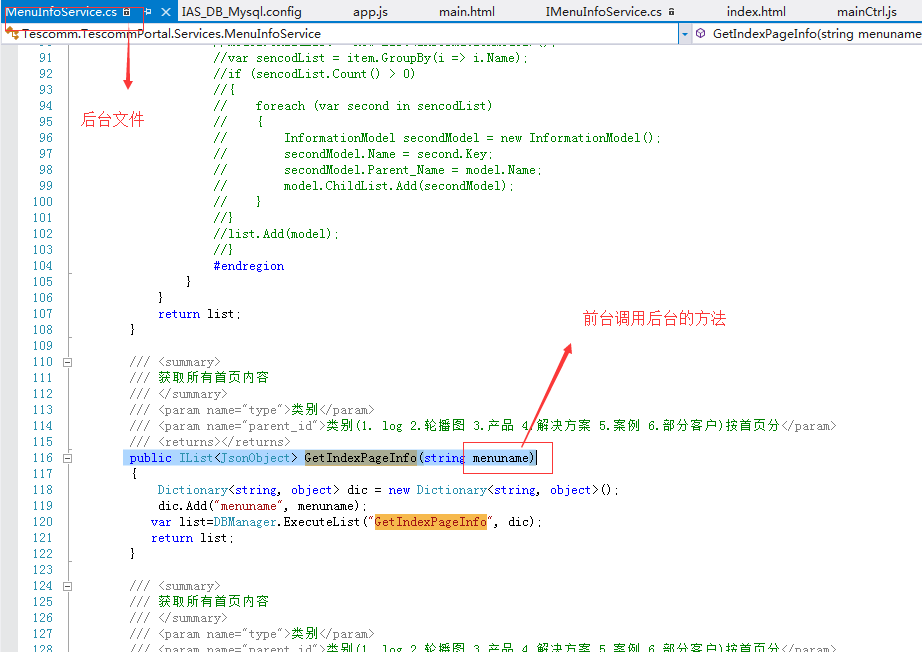 MenuInfoService.cs IAS_DB_Mysql.config app.js main.html IMenuInfoService.cs index.html mainCtrl.js
Tescomm.TescommPortal.Services.MenuInfoService GetIndexPageInfo(string menuname
91 //var sencodList = item.GroupBy(i => i.Name);
92 //if (sencodList.Count() > 0)
93 //{
94 // foreach (var second in sencodList)
后台文件
95 // {
96 // InformationModel secondModel = new InformationModel();
97 // secondModel.Name = second.Key;
98 // secondModel.Parent_Name = model.Name;
99 // model.ChildList.Add(secondModel);
100 // }
101 //}
102 //list.Add(model);
103 //}
104 #endregion
105 }
106 }
107 return list;
前台调用后台的方法
108 }
109
110 /// <summary>
111 /// 获取所有首页内容
112 /// </summary>
113 /// <param name="type">类别</param>
114 /// <param name="parent_id">类别(1. log 2.轮播图 3.产品 4.解决方案 5.案例 6.部分客户)按首页分</param>
115 /// <returns></returns>
116 public IList<JsonObject> GetIndexPageInfo(string menuname)
117 {
118 Dictionary<string, object> dic = new Dictionary<string, object>();
119 dic.Add("menuname", menuname);
120 var list=DBManager.ExecuteList("GetIndexPageInfo", dic);
121 return list;
122 }
123
124 /// <summary>
125 /// 获取所有首页内容
126 /// </summary>
127 /// <param name="type">类别</param>
128 /// <param name="parent_id">类别(1. log 2.轮播图 3.产品 4.解决方案 5.案例 6.部分客户)按首页分</param>